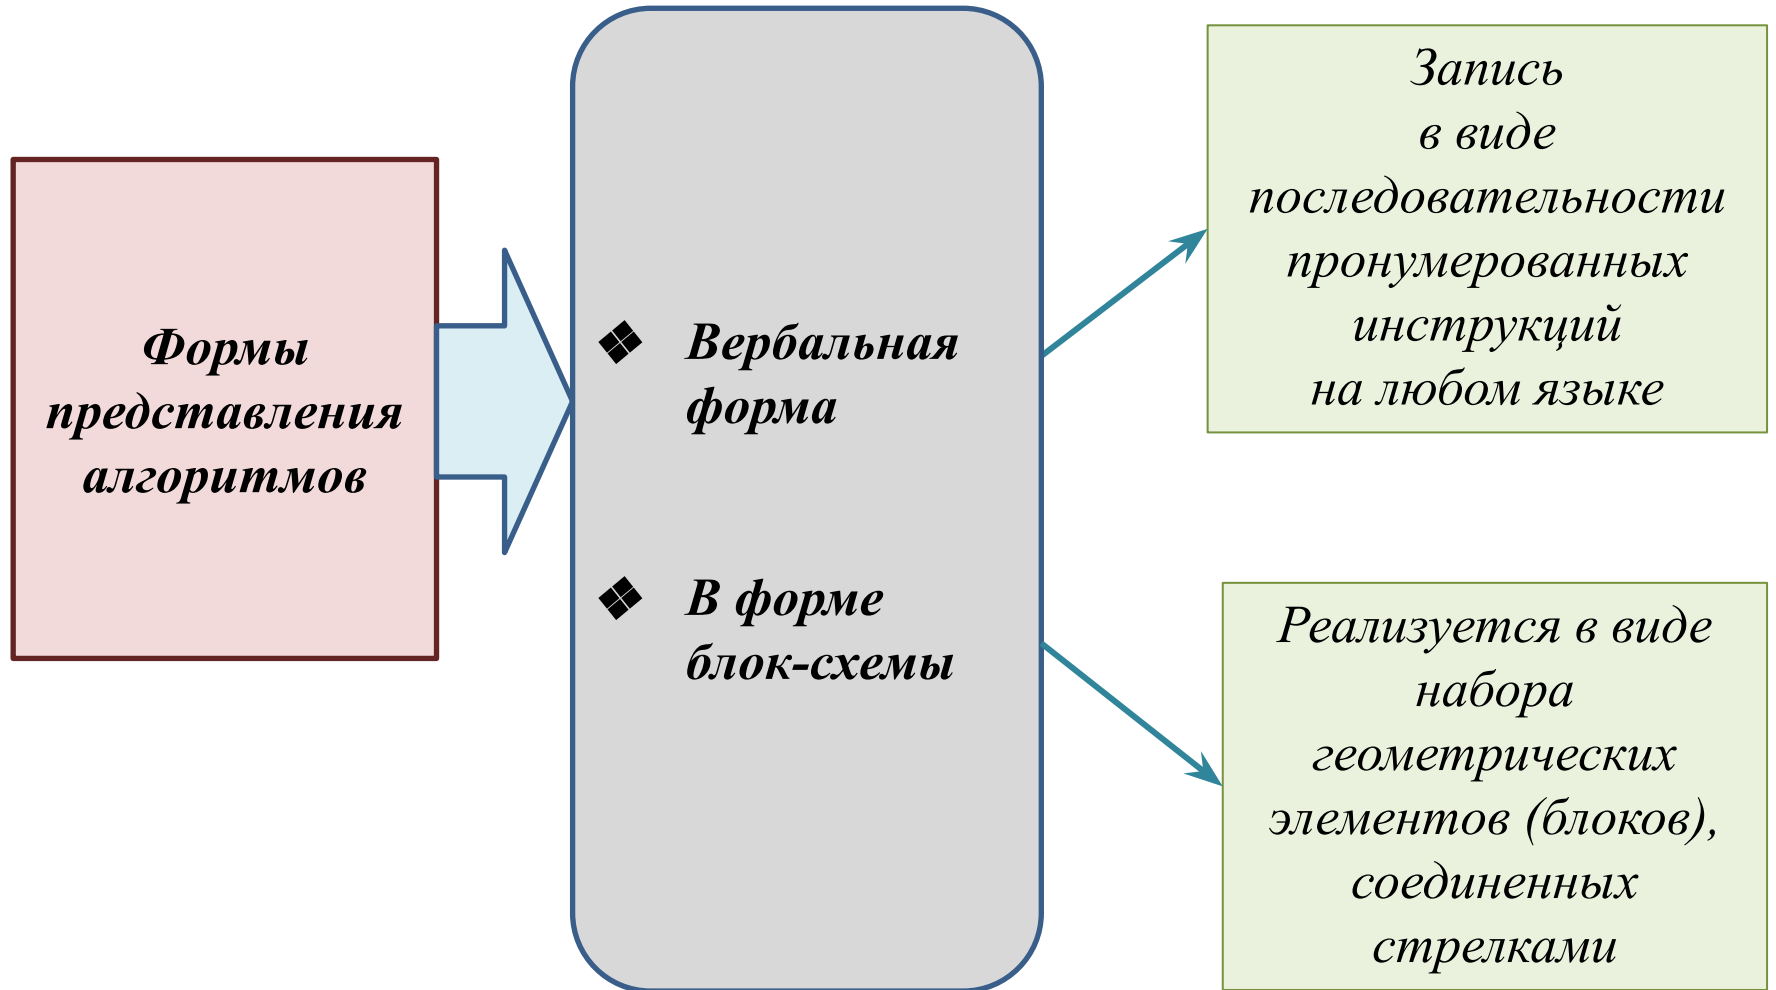 Формы
представления
алгоритмов
❖ Вербальная
форма
❖ В форме
блок-схемы
Запись
в виде
последовательности
пронумерованных
инструкций
на любом языке
Реализуется в виде
набора
геометрических
элементов (блоков),
соединенных
стрелками